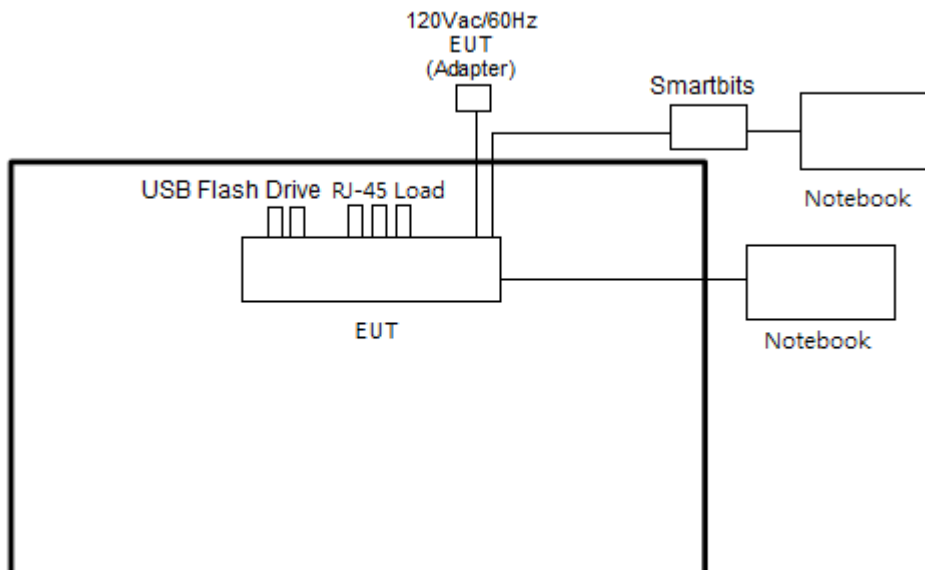 120Vac/60Hz
EUT
(Adapter)
Smartbits
Notebook
USB Flash Drive RJ-45 Load
EUT
Notebook